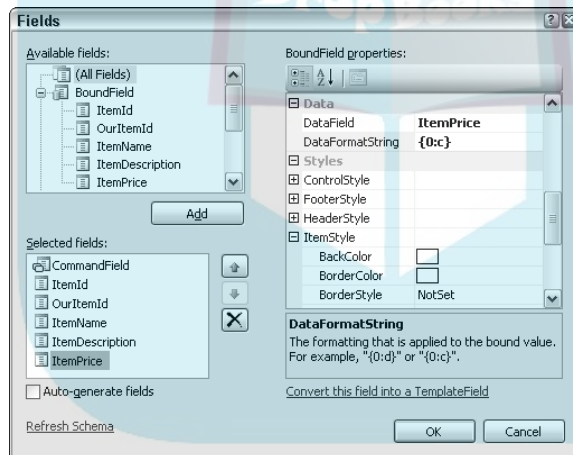 Fields
Available fields:
(All Fields)
BoundField
ItemId
OurItemId
ItemName
ItemDescription
ItemPrice
Add
Selected fields:
CommandField
ItemId
OurItemId
ItemName
ItemDescription
ItemPrice
Auto-generate fields
Refresh Schema
BoundField properties:
Data
DataField ItemPrice
DataFormatString {0:c}
Styles
ControlStyle
FooterStyle
HeaderStyle
ItemStyle
BackColor
BorderColor
BorderStyle NotSet
DataFormatString
The formatting that is applied to the bound value.
For example, "{0:d}" or "{0:c}".
Convert this field into a TemplateField
OK Cancel